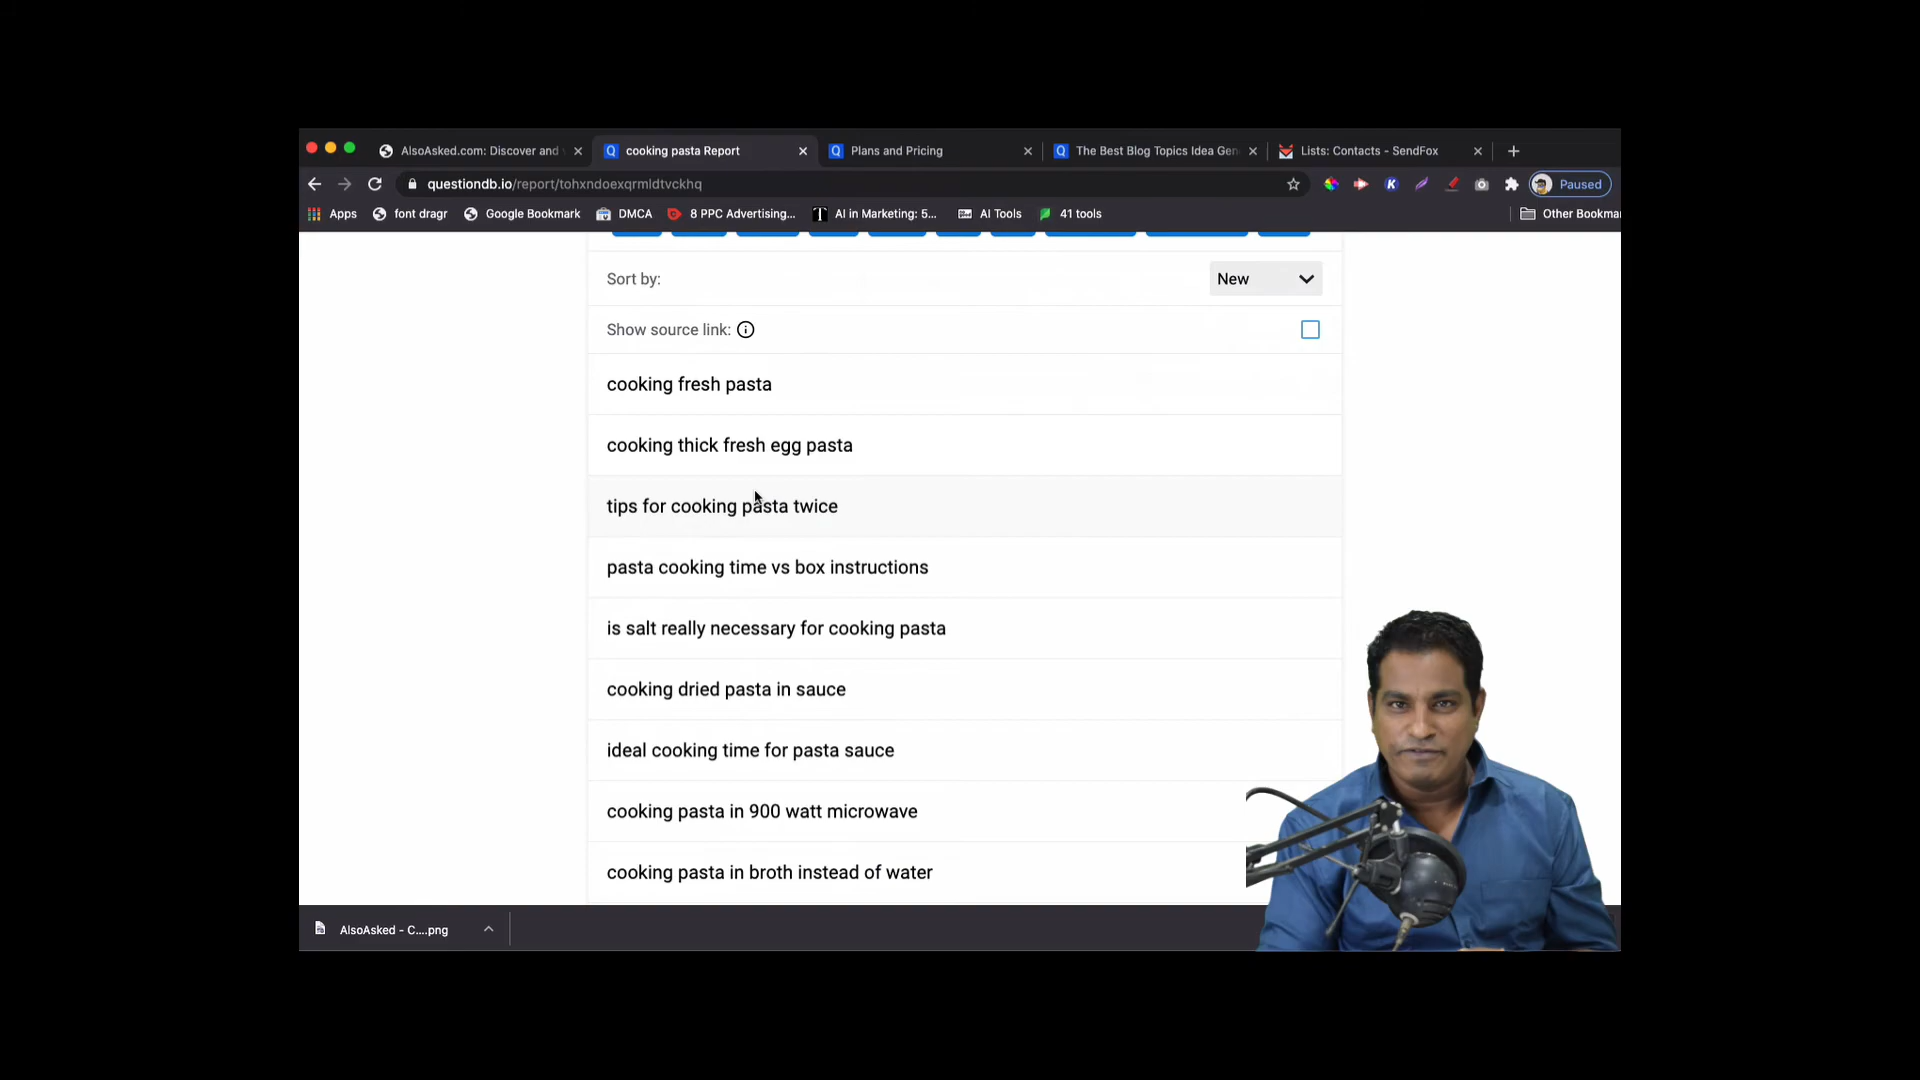 AlsoAsked.com: Discover and
cooking pasta Report
Plans and Pricing
The Best Blog Topics Idea Gen
Lists: Contacts - SendFox
questiondb.io/report/tohxndoexqrmldtvckhq
K
Paused
Apps
font dragr
Google Bookmark
DMCA
8 PPC Advertising...
AI in Marketing: 5...
AI Tools
41 tools
Other Bookmar
Sort by:
New
Show source link:
cooking fresh pasta
cooking thick fresh egg pasta
tips for cooking pasta twice
pasta cooking time vs box instructions
is salt really necessary for cooking pasta
cooking dried pasta in sauce
ideal cooking time for pasta sauce
cooking pasta in 900 watt microwave
cooking pasta in broth instead of water
AlsoAsked - C....png